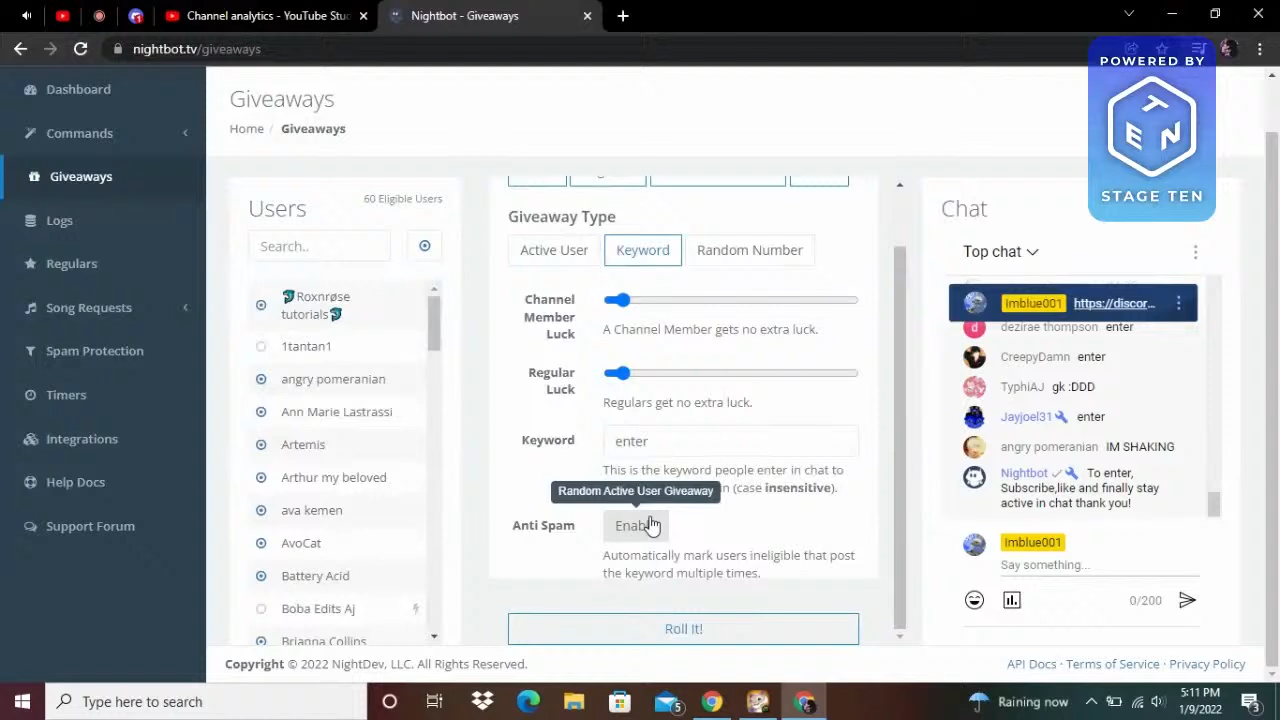 Channel analytics - YouTube Stu
Nightbot - Giveaways
nightbot.tv/giveaways
POWERED BY
TEN
STAGE TEN
Dashboard
Commands
Giveaways
Logs
Regulars
Song Requests
Spam Protection
Timers
Integrations
Help Docs
Support Forum
Giveaways
Home / Giveaways
Users
60 Eligible Users
Search..
Roxnrøse
tutorials
1tantan1
angry pomeranian
Ann Marie Lastrassi
Artemis
Arthur my beloved
ava kemen
AvoCat
Battery Acid
Boba Edits Aj
Brianna Collins
Giveaway Type
Active User
Keyword
Random Number
Channel
Member
Luck
A Channel Member gets no extra luck.
Regular
Luck
Regulars get no extra luck.
Keyword
enter
This is the keyword people enter in chat to
in (case insensitive).
Random Active User Giveaway
Anti Spam
Enab
Automatically mark users ineligible that post
the keyword multiple times.
Roll It!
Chat
Top chat
Imblue001 https://discor...
dezirae thompson enter
CreepyDamn enter
TyphiAJ gk :DDD
Jayjoel31 enter
angry pomeranian IM SHAKING
Nightbot To enter,
Subscribe,like and finally stay
active in chat thank you!
Imblue001
Say something...
0/200
Copyright © 2022 NightDev, LLC. All Rights Reserved.
API Docs - Terms of Service - Privacy Policy
Type here to search
5
Raining now
5:11 PM
1/9/2022
3